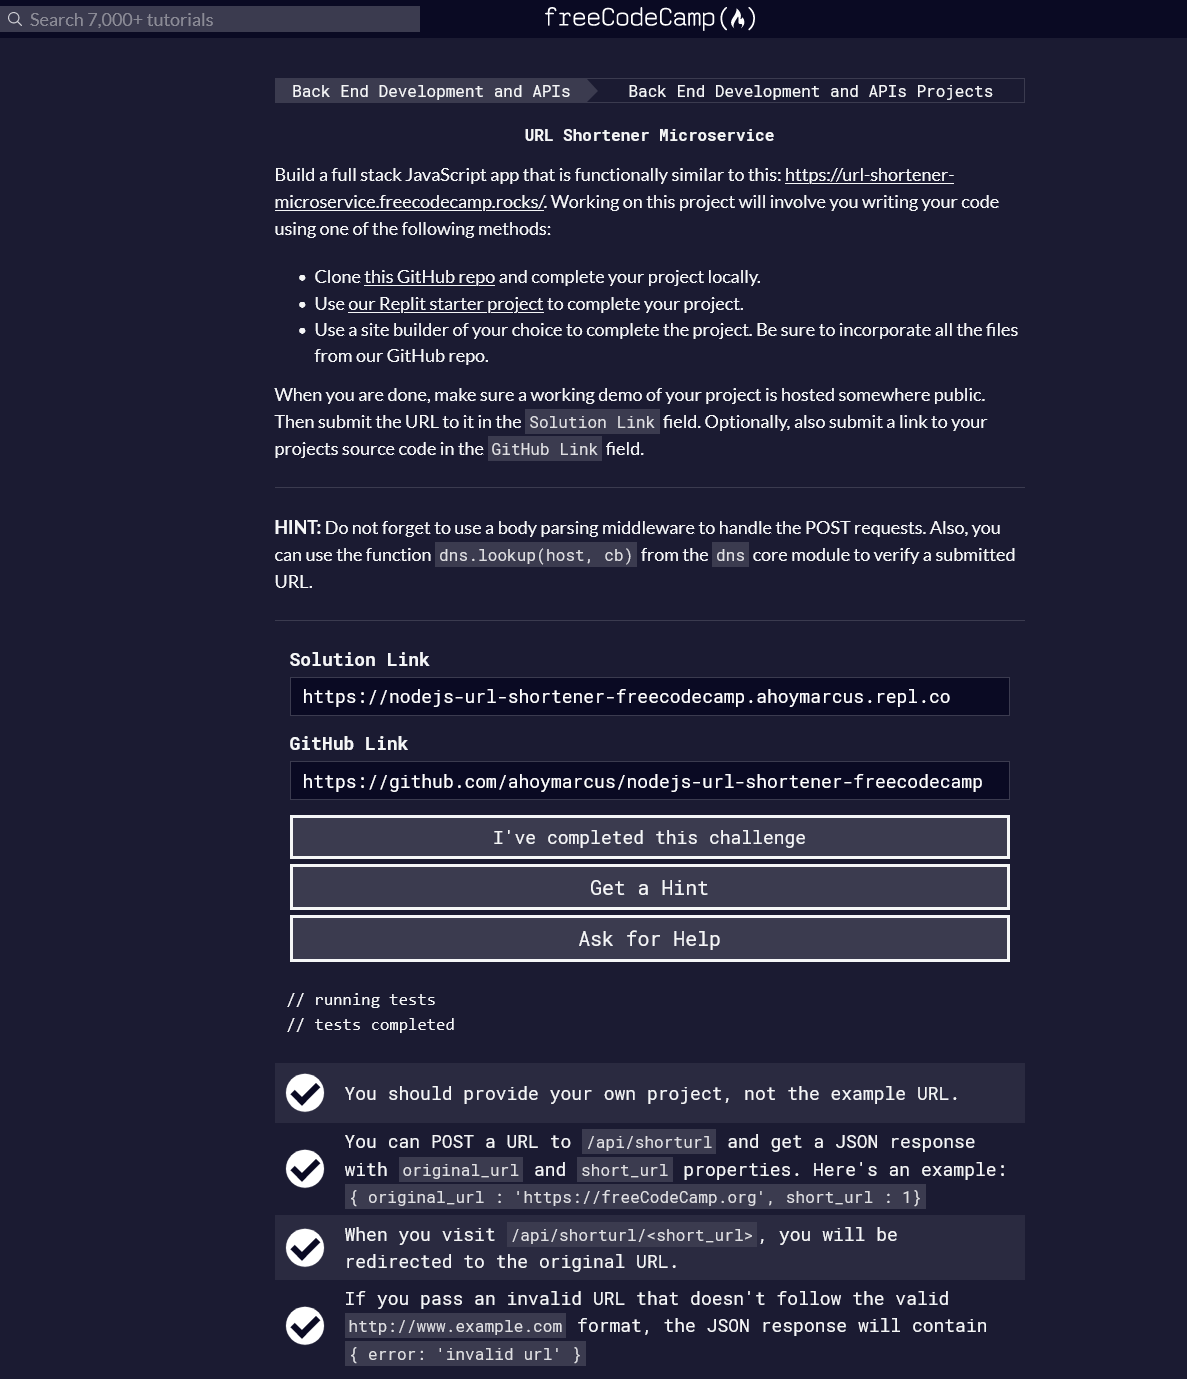 Search 7,000+ tutorials
freeCodeCamp
Back End Development and APIs
Back End Development and APIs Projects
URL Shortener Microservice
Build a full stack JavaScript app that is functionally similar to this: https://url-shortener-
microservice.freecodecamp.rocks/. Working on this project will involve you writing your code
using one of the following methods:
• Clone this GitHub repo and complete your project locally.
• Use our Replit starter project to complete your project.
• Use a site builder of your choice to complete the project. Be sure to incorporate all the files
from our GitHub repo.
When you are done, make sure a working demo of your project is hosted somewhere public.
Then submit the URL to it in the Solution Link field. Optionally, also submit a link to your
projects source code in the GitHub Link field.
HINT: Do not forget to use a body parsing middleware to handle the POST requests. Also, you
can use the function dns.lookup(host, cb) from the dns core module to verify a submitted
URL.
Solution Link
https://nodejs-url-shortener-freecodecamp.ahoymarcus.repl.co
GitHub Link
https://github.com/ahoymarcus/nodejs-url-shortener-freecodecamp
I've completed this challenge
Get a Hint
Ask for Help
// running tests
// tests completed
You should provide your own project, not the example URL.
You can POST a URL to /api/shorturl and get a JSON response
with original_url and short_url properties. Here's an example:
{ original_url : 'https://freeCodeCamp.org', short_url : 1}
When you visit /api/shorturl/<short_url>, you will be
redirected to the original URL.
If you pass an invalid URL that doesn't follow the valid
http://www.example.com format, the JSON response will contain
{ error: 'invalid url' }